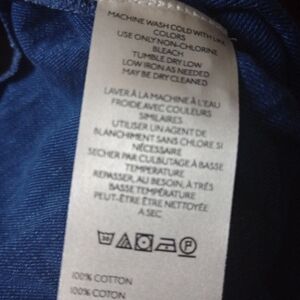 MACHINE WASH COLD WITH LIKE
COLORS
USE ONLY NON-CHLORINE
BLEACH
TUMBLE DRY LOW
LOW IRON AS NEEDED
MAY BE DRY CLEANED
LAVER À LA MACHINE À L'EAU
FROIDE AVEC COULEURS
SIMILAIRES
UTILISER UN AGENT DE
BLANCHIMENT SANS CHLORE SI
NÉCESSAIRE
SECHER PAR CULBUTAGE À BASSE
TEMPERATURE
REPASSER, AU BESOIN, À TRÈS
BASSE TEMPÉRATURE
PEUT-ÊTRE ÊTRE NETTOYÉE
À SEC
30
P
100% COTTON
100% COTON